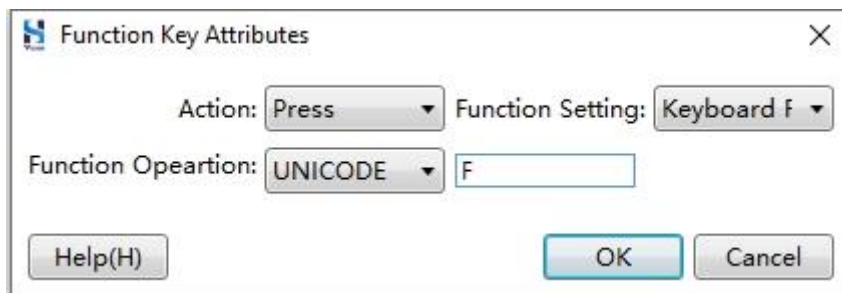 Function Key Attributes
Action: Press Function Setting: Keyboard F
Function Opeartion: UNICODE F
Help(H) OK Cancel